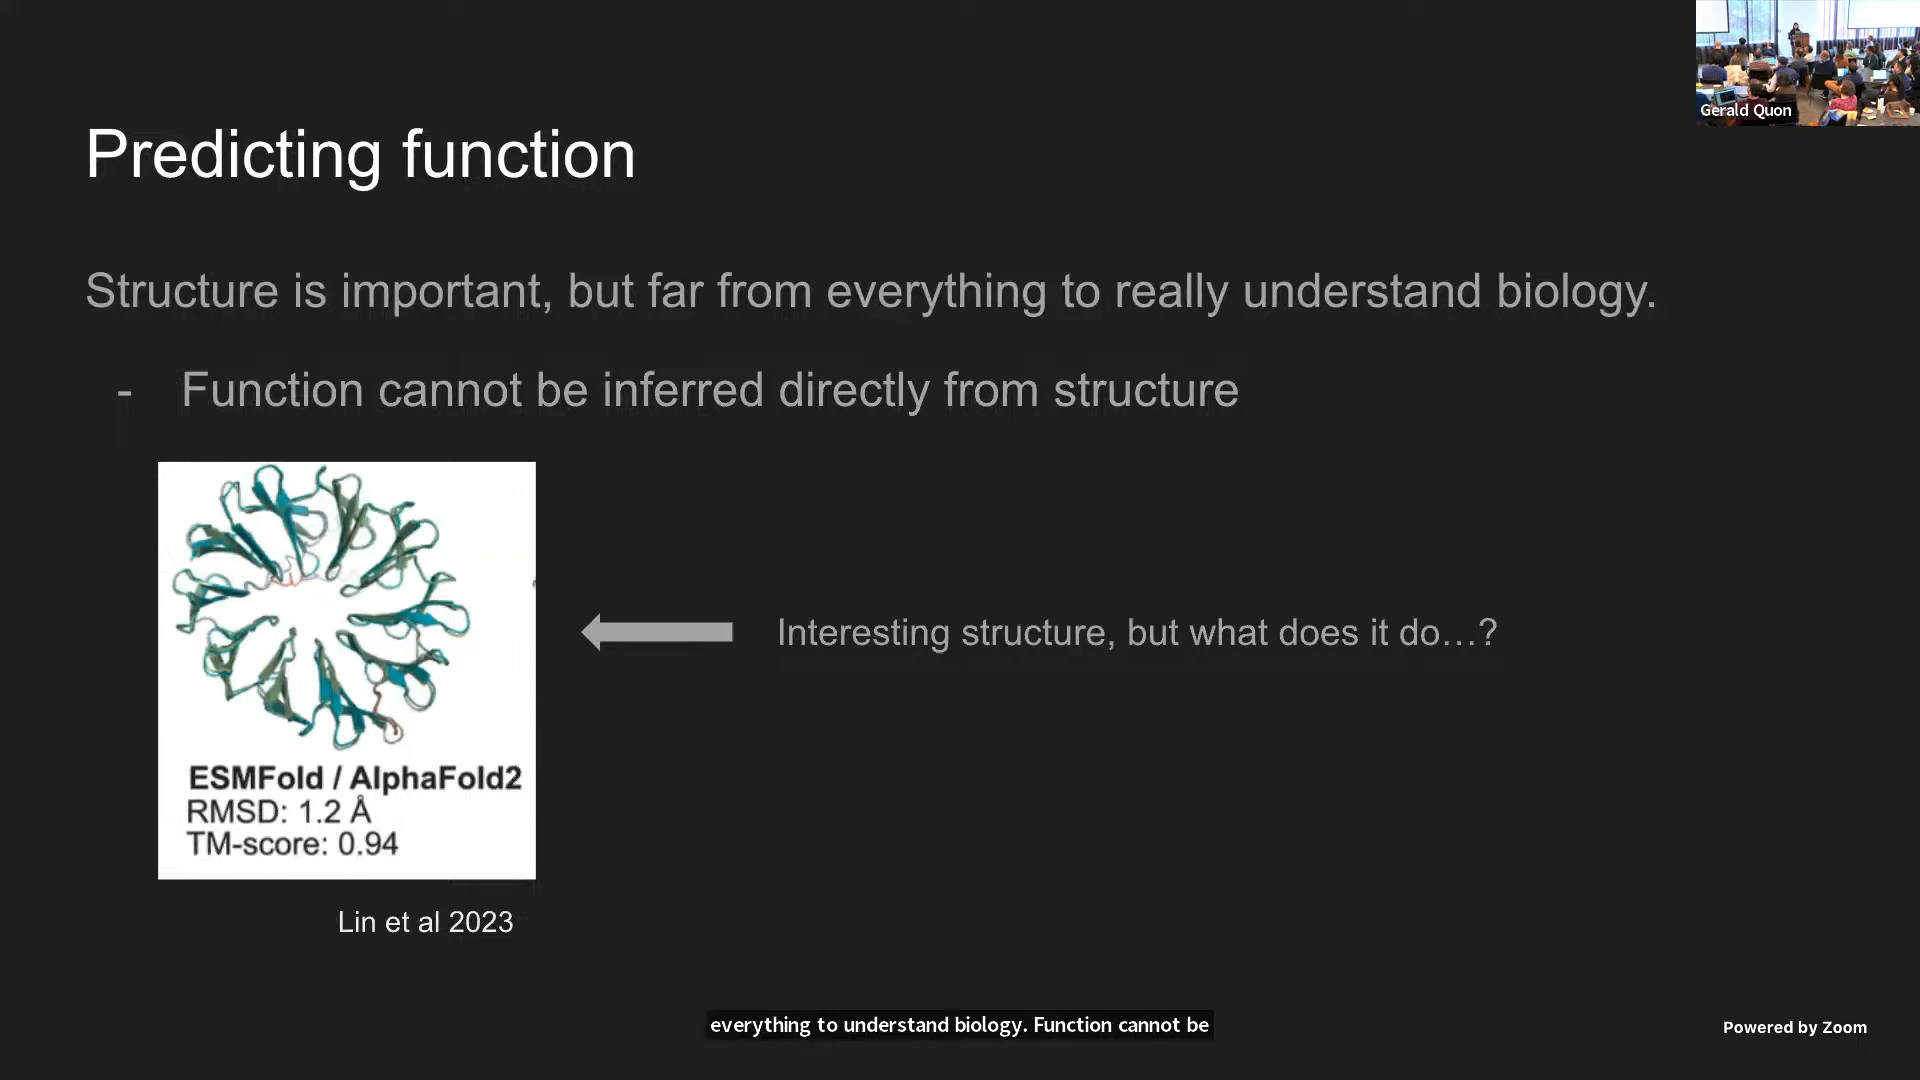 Gerald Quon
Predicting function
Structure is important, but far from everything to really understand biology.
- Function cannot be inferred directly from structure
Interesting structure, but what does it do…?
ESMFold / AlphaFold2
RMSD: 1.2 Å
TM-score: 0.94
Lin et al 2023
everything to understand biology. Function cannot be
Powered by Zoom